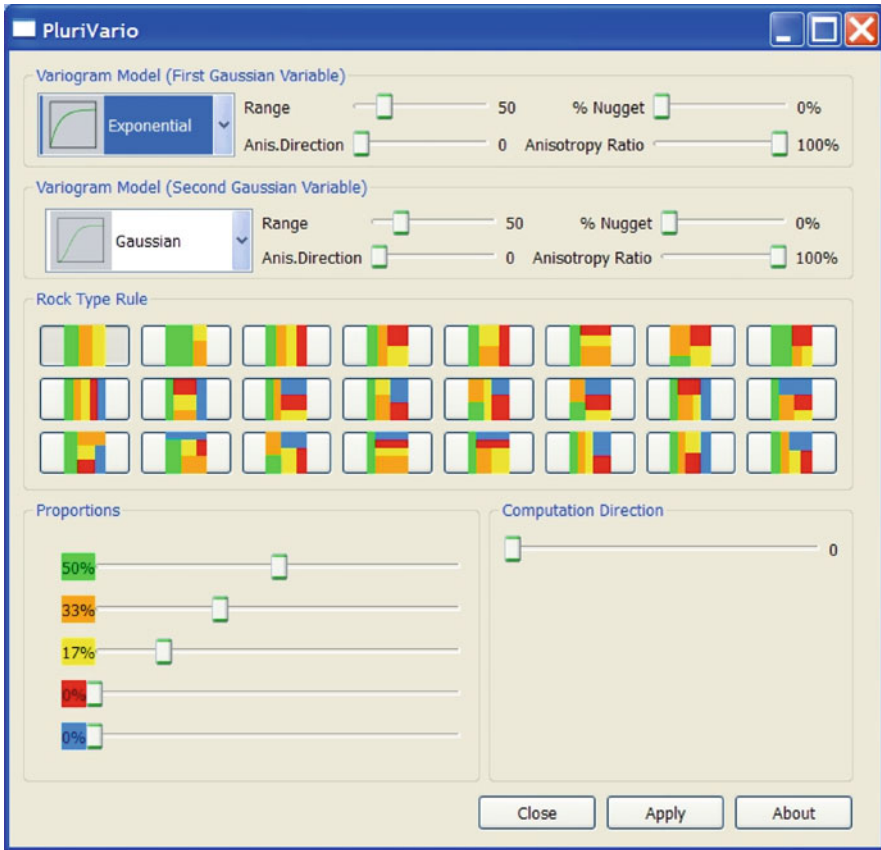 PluriVario
Variogram Model (First Gaussian Variable)
Exponential
Range 50 % Nugget 0%
Anis.Direction 0 Anisotropy Ratio 100%
Variogram Model (Second Gaussian Variable)
Gaussian
Range 50 % Nugget 0%
Anis.Direction 0 Anisotropy Ratio 100%
Rock Type Rule
Proportions
50%
33%
17%
0%
0%
Computation Direction
0
Close Apply About